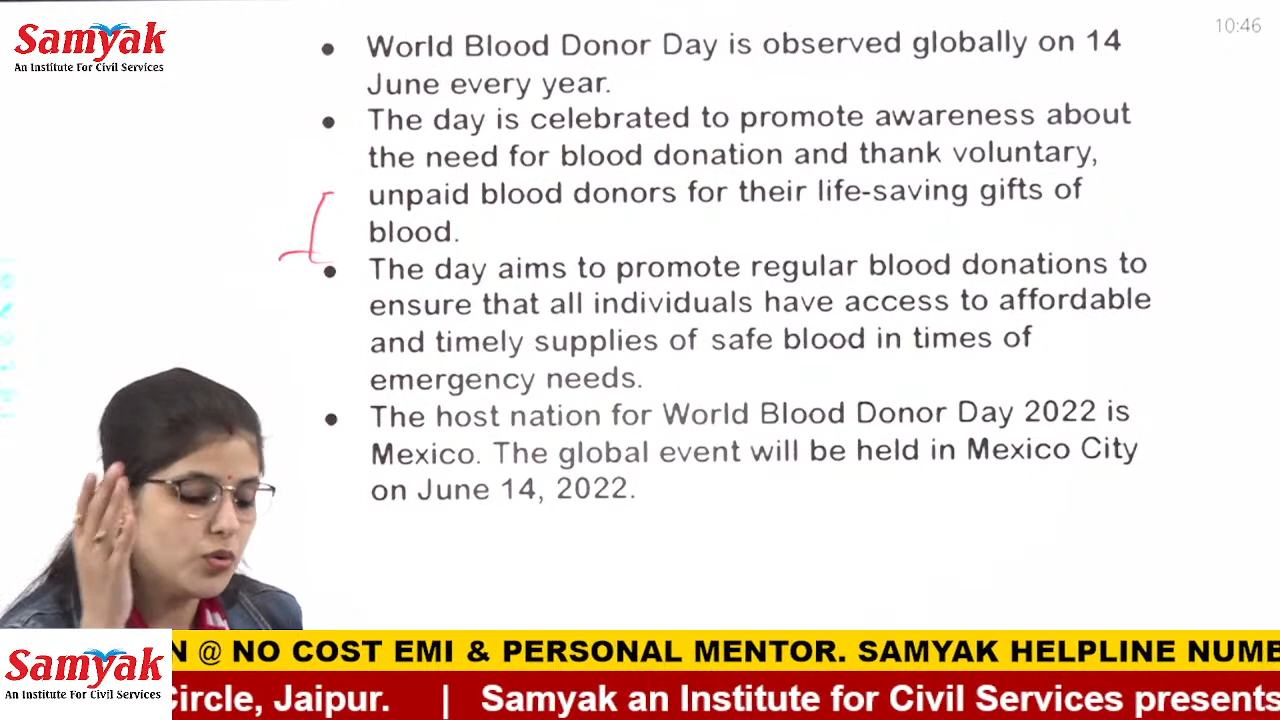 Samyak
An Institute For Civil Services
10:46
• World Blood Donor Day is observed globally on 14
June every year.
• The day is celebrated to promote awareness about
the need for blood donation and thank voluntary,
unpaid blood donors for their life-saving gifts of
blood.
• The day aims to promote regular blood donations to
ensure that all individuals have access to affordable
and timely supplies of safe blood in times of
emergency needs.
• The host nation for World Blood Donor Day 2022 is
Mexico. The global event will be held in Mexico City
on June 14, 2022.
Samyak
An Institute For Civil Services
N @ NO COST EMI & PERSONAL MENTOR. SAMYAK HELPLINE NUMB
Circle, Jaipur. | Samyak an Institute for Civil Services presents